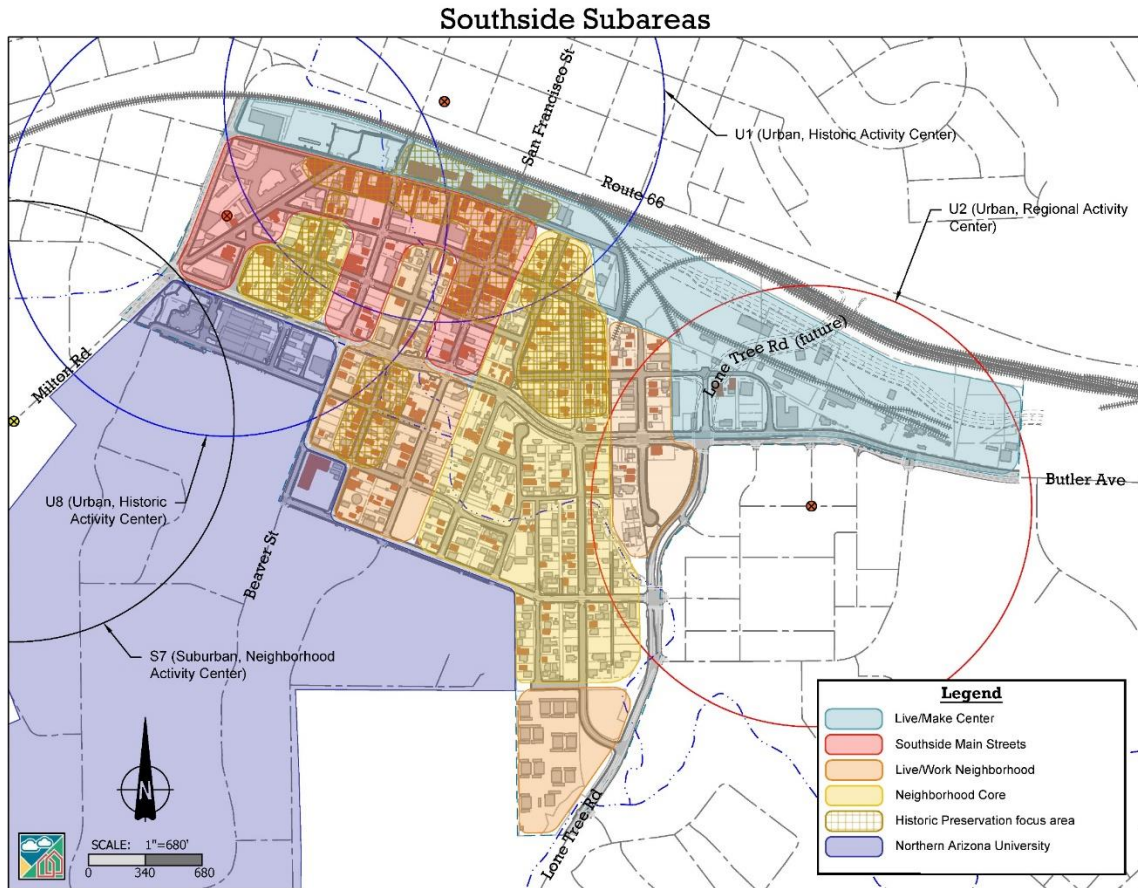 Southside Subareas
San Francisco St
U1 (Urban, Historic Activity Center)
Route 66
U2 (Urban, Regional Activity
Center)
Lone Tree Rd (future)
Milton Rd
U8 (Urban, Historic
Activity Center)
Butler Ave
Beaver St
S7 (Suburban, Neighborhood
Activity Center)
Lone Tree Rd
N
SCALE: 1"=680'
0 340 680
Legend
Live/Make Center
Southside Main Streets
Live/Work Neighborhood
Neighborhood Core
Historic Preservation focus area
Northern Arizona University